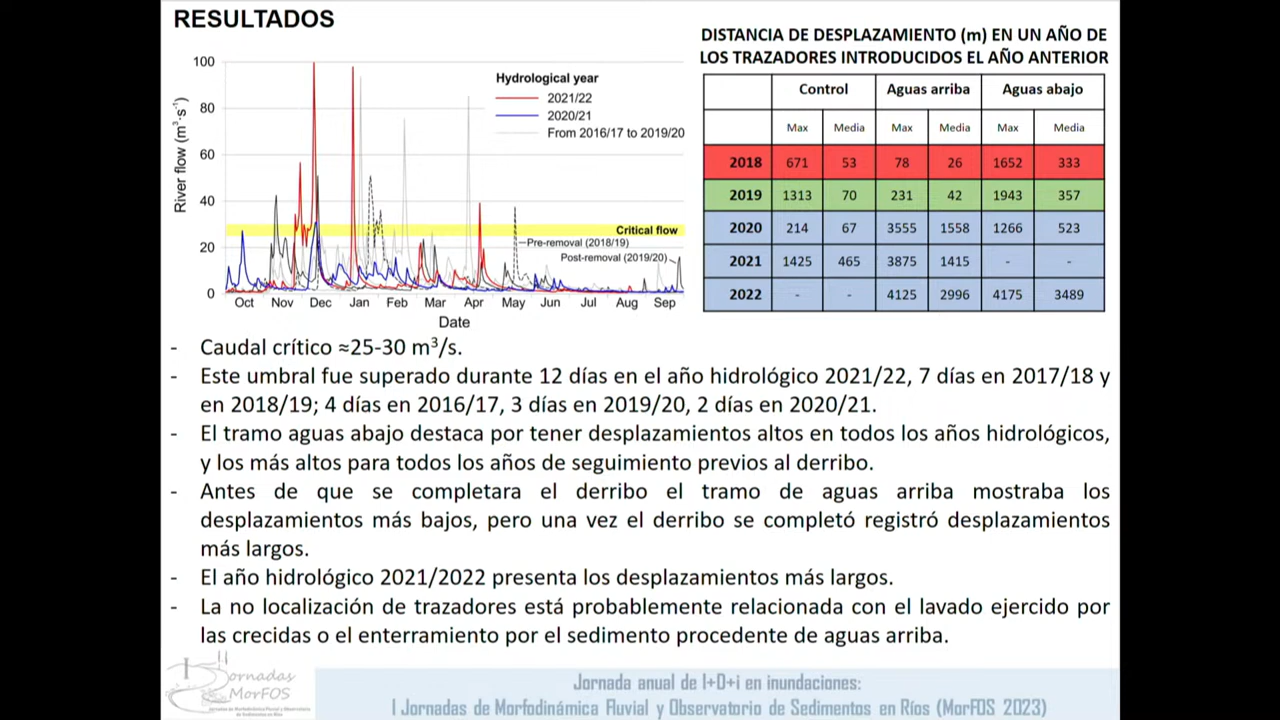 RESULTADOS
DISTANCIA DE DESPLAZAMIENTO (m) EN UN AÑO DE
LOS TRAZADORES INTRODUCIDOS EL AÑO ANTERIOR
River flow (m³·s⁻¹)
100
80
60
40
20
0
Hydrological year
2021/22
2020/21
From 2016/17 to 2019/20
Critical flow
Pre-removal (2018/19)
Post-removal (2019/20)
Oct Nov Dec Jan Feb Mar Apr May Jun Jul Aug Sep
Date
Control Aguas arriba Aguas abajo
Max Media Max Media Max Media
2018 671 53 78 26 1652 333
2019 1313 70 231 42 1943 357
2020 214 67 3555 1558 1266 523
2021 1425 465 3875 1415 - -
2022 - - 4125 2996 4175 3489
- Caudal crítico ≈25-30 m³/s.
- Este umbral fue superado durante 12 días en el año hidrológico 2021/22, 7 días en 2017/18 y
en 2018/19; 4 días en 2016/17, 3 días en 2019/20, 2 días en 2020/21.
- El tramo aguas abajo destaca por tener desplazamientos altos en todos los años hidrológicos,
y los más altos para todos los años de seguimiento previos al derribo.
- Antes de que se completara el derribo el tramo de aguas arriba mostraba los
desplazamientos más bajos, pero una vez el derribo se completó registró desplazamientos
más largos.
- El año hidrológico 2021/2022 presenta los desplazamientos más largos.
- La no localización de trazadores está probablemente relacionada con el lavado ejercido por
las crecidas o el enterramiento por el sedimento procedente de aguas arriba.
I Jornadas
MorFOS
Jornadas de Morfodinámica Fluvial y Observatorio
de Sedimentos en Ríos
Jornada anual de I+D+i en inundaciones:
I Jornadas de Morfodinámica Fluvial y Observatorio de Sedimentos en Ríos (MorFOS 2023)